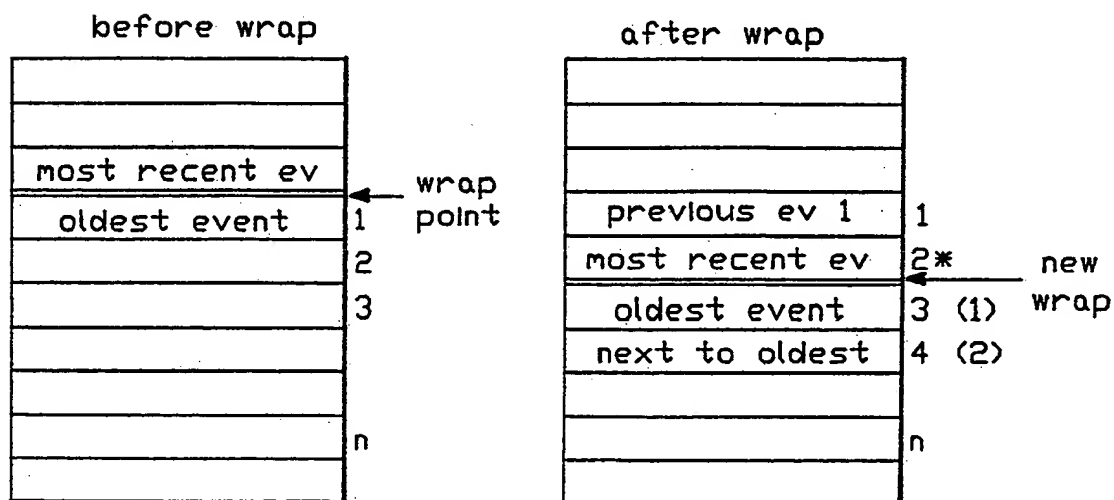 before wrap
most recent ev
wrap
point
oldest event 1
2
3
n
after wrap
previous ev 1 1
most recent ev 2*
new
wrap
oldest event 3 (1)
next to oldest 4 (2)
n